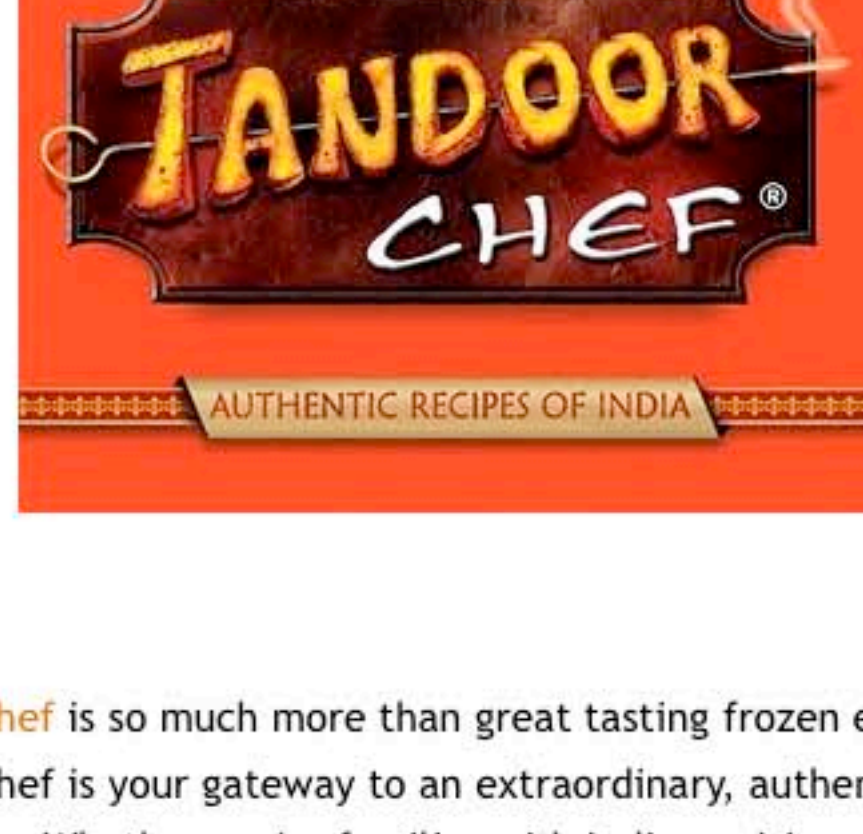 TANDOOR
CHEF®
AUTHENTIC RECIPES OF INDIA
hef is so much more than great tasting frozen
hef is your gateway to an extraordinary, authen